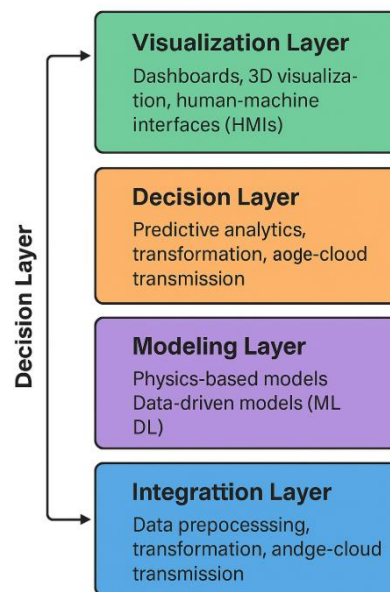 Decision Layer
Visualization Layer
Dashboards, 3D visualiza-
tion, human-machine
interfaces (HMIs)
Decision Layer
Predictive analytics,
transformation, aoge-cloud
transmission
Modeling Layer
Physics-based models
Data-driven models (ML
DL)
Integrattion Layer
Data prepocesssing,
transformation, andge-cloud
transmission